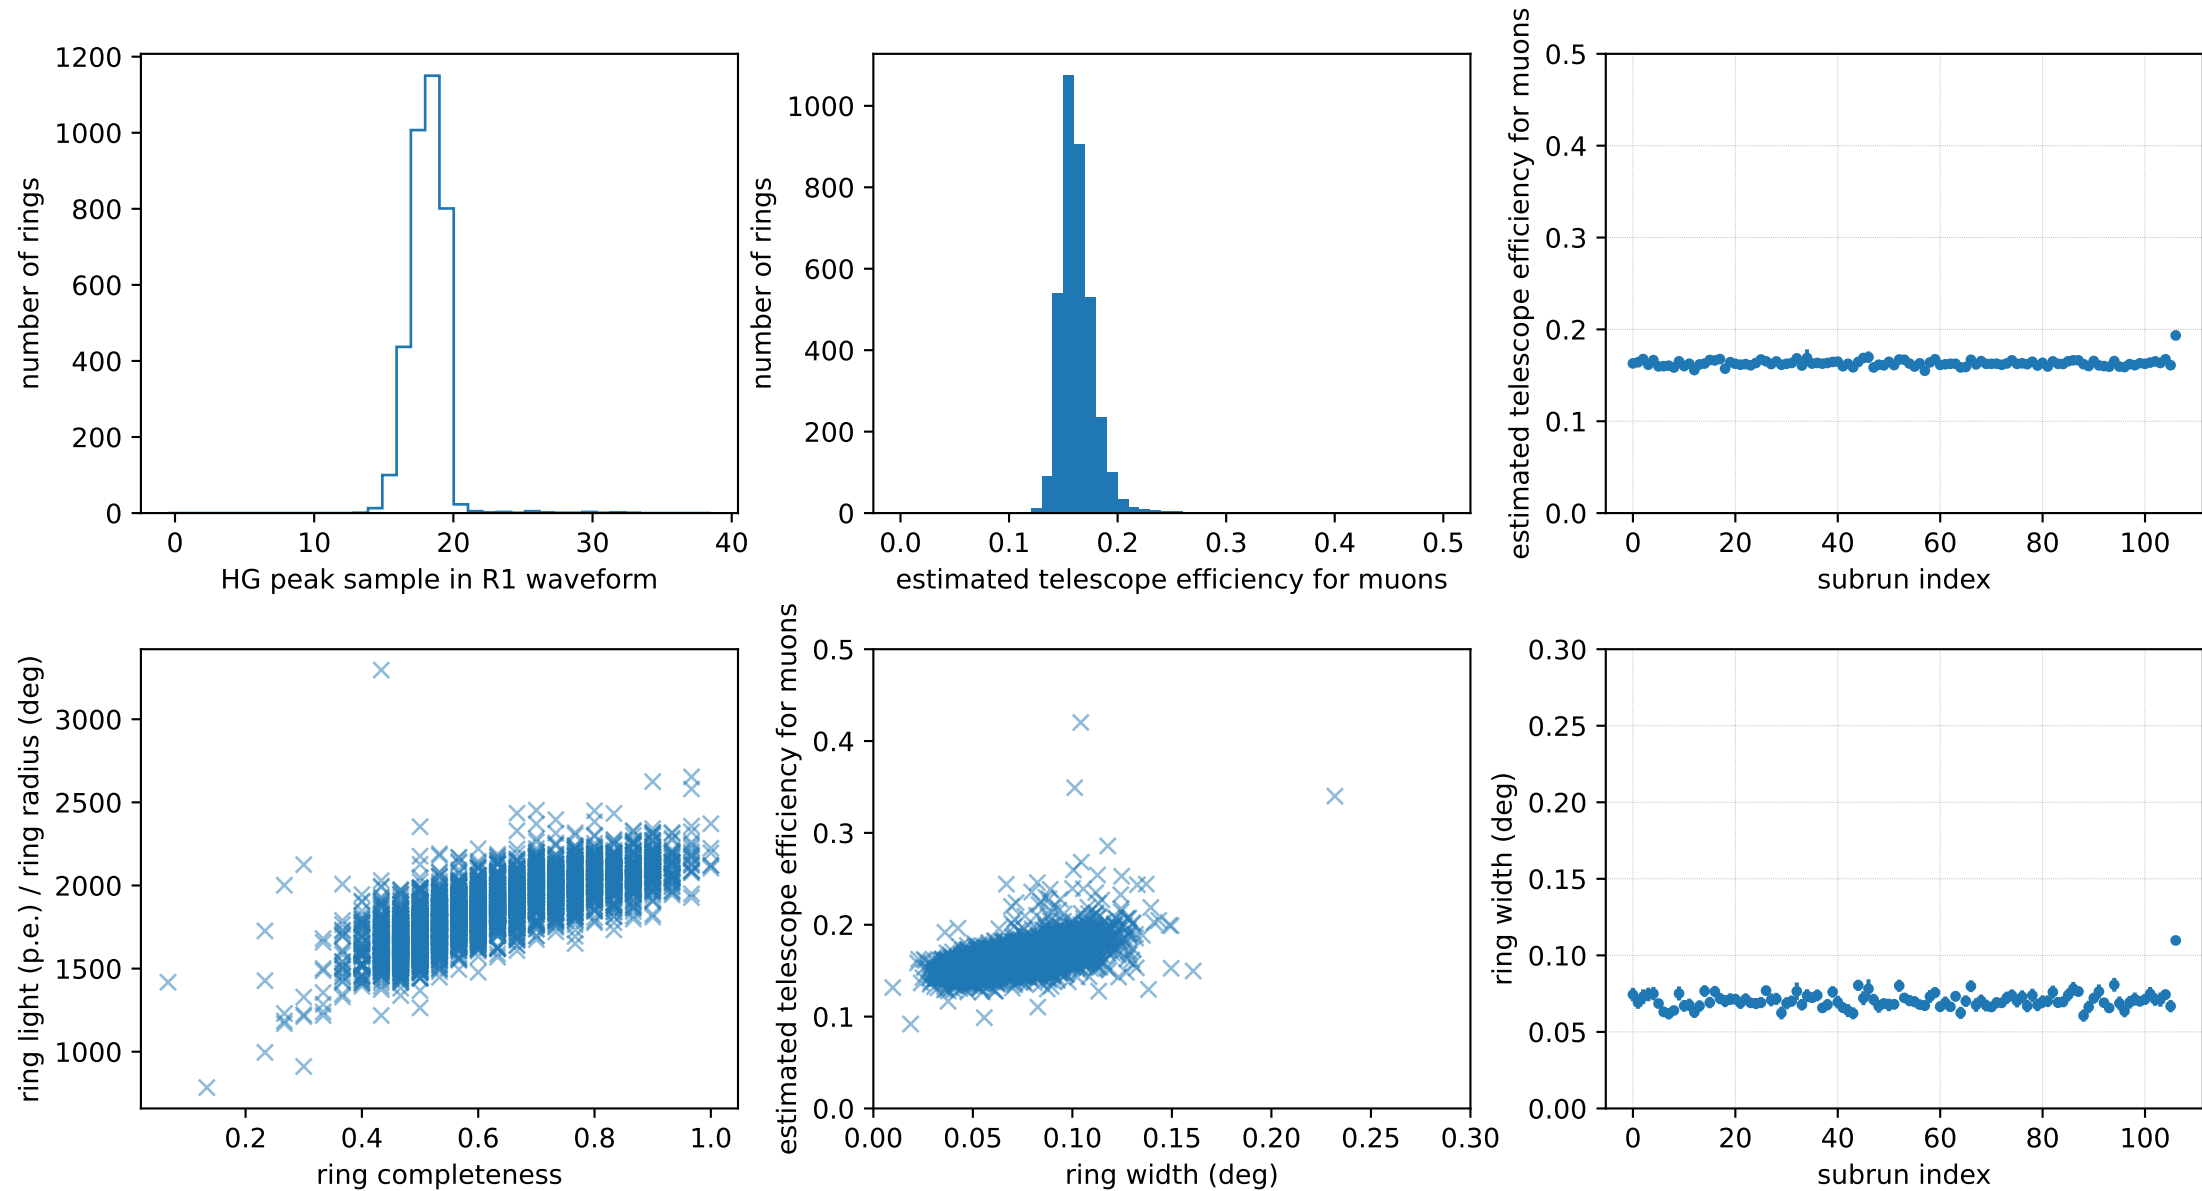 number of rings
1200
1000
800
600
400
200
0
0 10 20 30 40
HG peak sample in R1 waveform
number of rings
1000
800
600
400
200
0
0.0 0.1 0.2 0.3 0.4 0.5
estimated telescope efficiency for muons
estimated telescope efficiency for muons
0.5
0.4
0.3
0.2
0.1
0.0
0 20 40 60 80 100
subrun index
ring light (p.e.) / ring radius (deg)
3000
2500
2000
1500
1000
0.2 0.4 0.6 0.8 1.0
ring completeness
estimated telescope efficiency for muons
0.5
0.4
0.3
0.2
0.1
0.0
0.00 0.05 0.10 0.15 0.20 0.25 0.30
ring width (deg)
ring width (deg)
0.30
0.25
0.20
0.15
0.10
0.05
0.00
0 20 40 60 80 100
subrun index